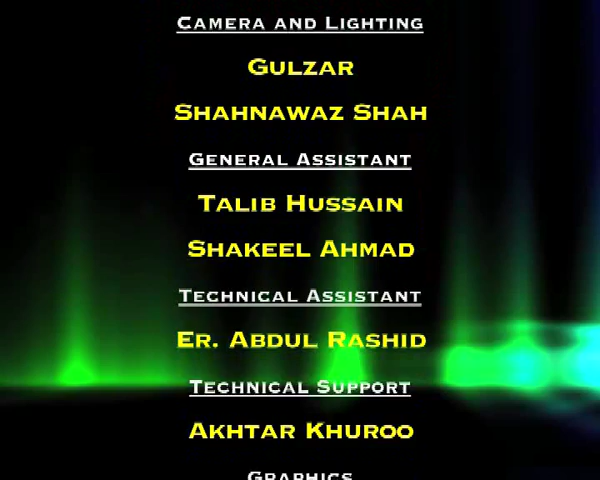 Camera and Lighting
Gulzar
Shahnawaz Shah
General Assistant
Talib Hussain
Shakeel Ahmad
Technical Assistant
Er. Abdul Rashid
Technical Support
Akhtar Khuroo
Graphics